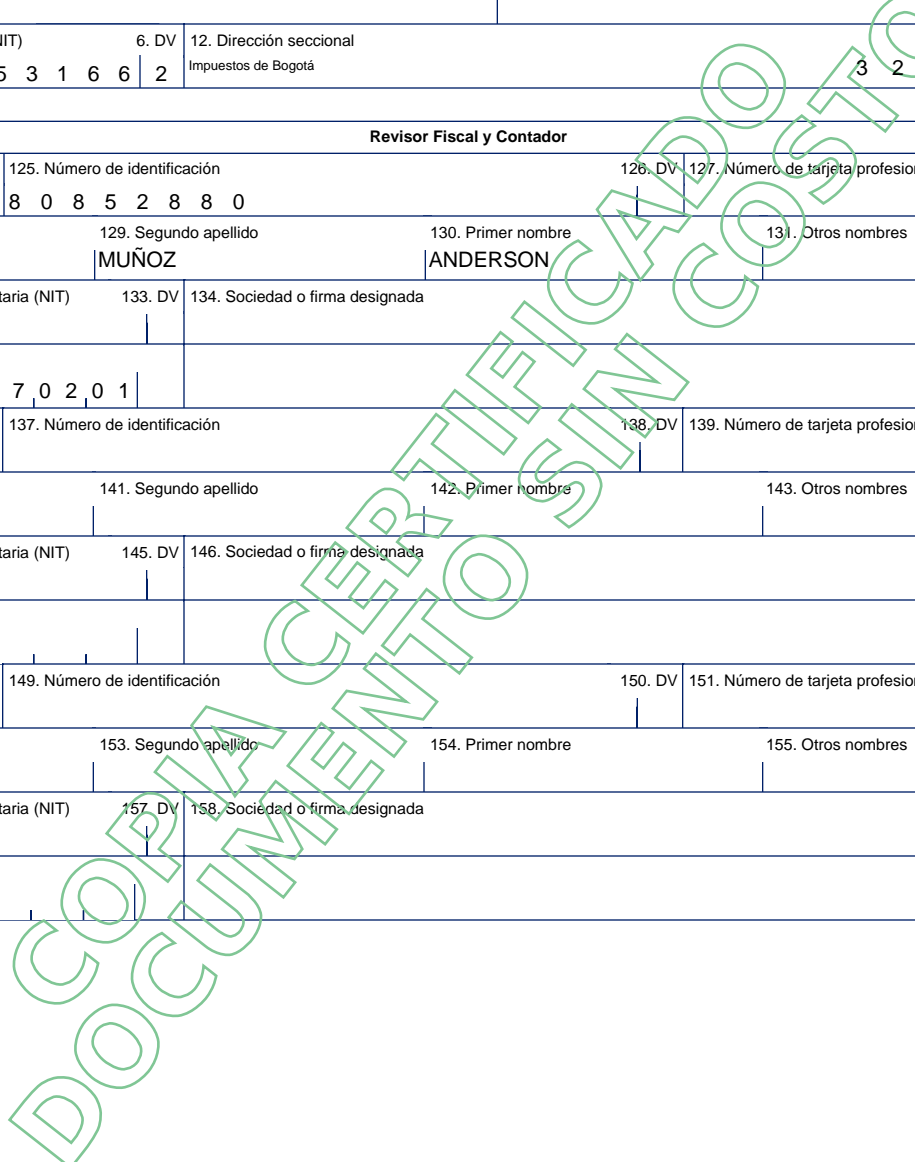 NIT) 6. DV 12. Dirección seccional
5 3 1 6 6 2 Impuestos de Bogotá 3 2
Revisor Fiscal y Contador
125. Número de identificación 126. DV 127. Número de tarjeta profesion
8 0 8 5 2 8 8 0
129. Segundo apellido 130. Primer nombre 131. Otros nombres
MUÑOZ ANDERSON
taria (NIT) 133. DV 134. Sociedad o firma designada
7 0 2 0 1
137. Número de identificación 138. DV 139. Número de tarjeta profesion
141. Segundo apellido 142. Primer nombre 143. Otros nombres
taria (NIT) 145. DV 146. Sociedad o firma designada
149. Número de identificación 150. DV 151. Número de tarjeta profesion
153. Segundo apellido 154. Primer nombre 155. Otros nombres
taria (NIT) 157. DV 158. Sociedad o firma designada
COPIA CERTIFICADO
DOCUMENTO SIN COSTO